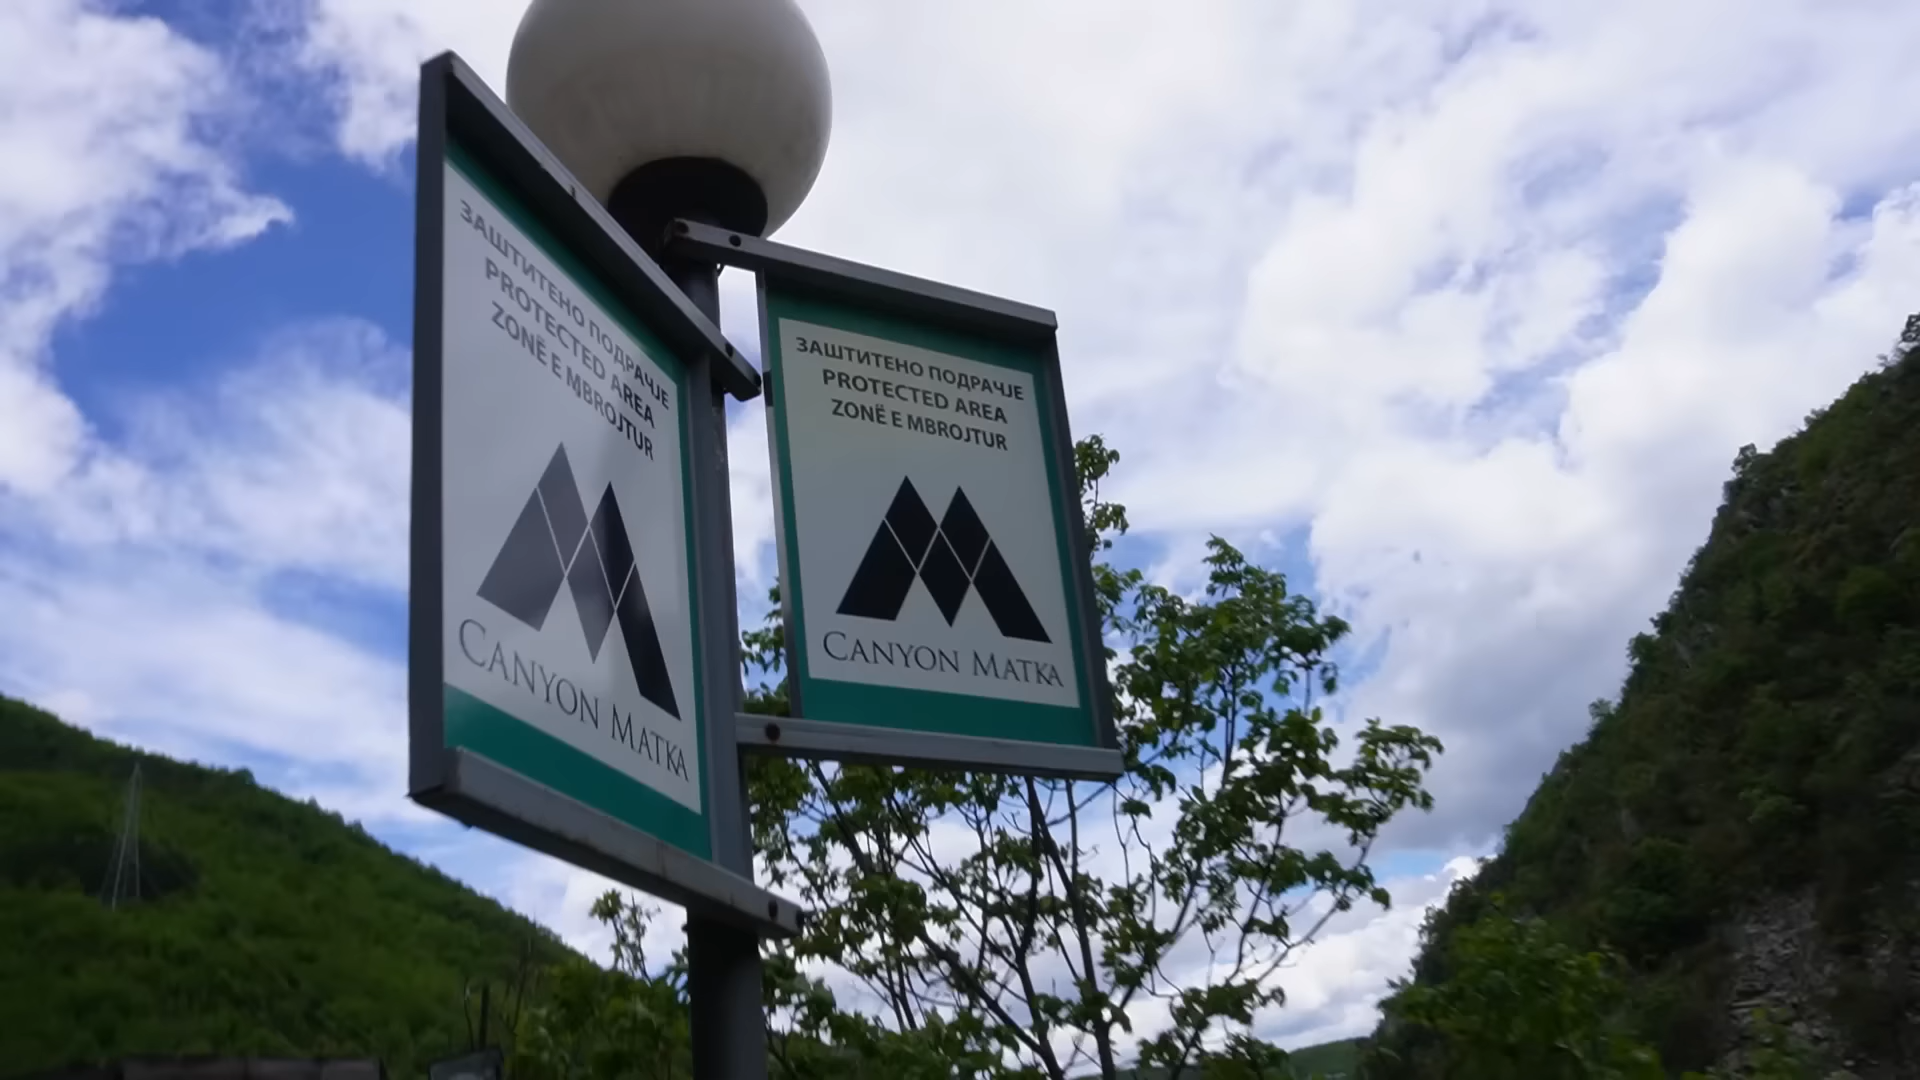 ЗАШТИТЕНО ПОДРАЧЈЕ
PROTECTED AREA
ZONË E MBROJTUR
CANYON MATKA
ЗАШТИТЕНО ПОДРАЧЈЕ
PROTECTED AREA
ZONË E MBROJTUR
CANYON MATKA